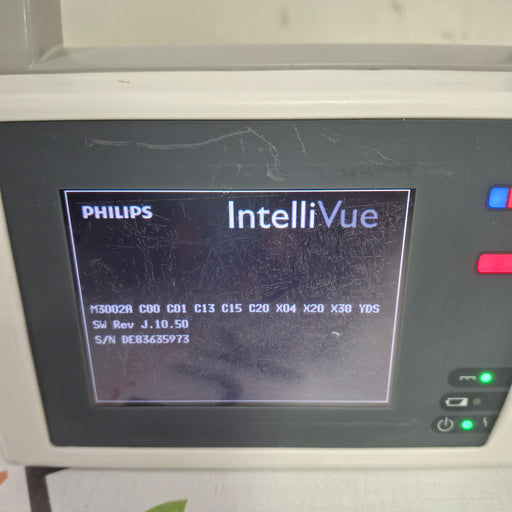 PHILIPS
IntelliVue
M3002A C00 C01 C13 C15 C20 X04 X20 X30 YDS
SW Rev J.10.50
S/N DE83635973